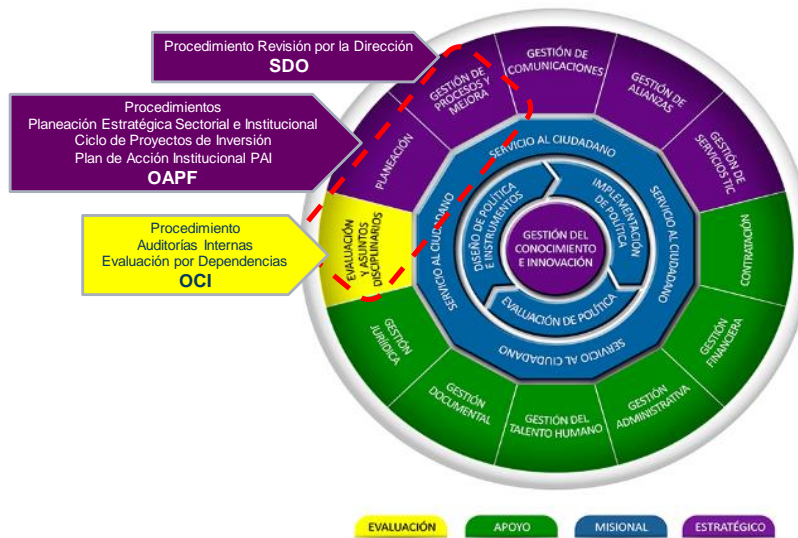 Procedimiento Revisión por la Dirección
SDO
Procedimientos
Planeación Estratégica Sectorial e Institucional
Ciclo de Proyectos de Inversión
Plan de Acción Institucional PAI
OAPF
Procedimiento
Auditorías Internas
Evaluación por Dependencias
OCI
EVALUACIÓN
Y ASUNTOS
DISCIPLINARIOS
PLANEACIÓN
GESTIÓN DE
PROCESOS Y
MEJORA
GESTIÓN DE
COMUNICACIONES
GESTIÓN DE
ALIANZAS
GESTIÓN DE
SERVICIOS TIC
CONTRATACIÓN
GESTIÓN
FINANCIERA
GESTIÓN
ADMINISTRATIVA
GESTIÓN DEL
TALENTO HUMANO
GESTIÓN
DOCUMENTAL
GESTIÓN
JURÍDICA
SERVICIO AL CIUDADANO
SERVICIO AL CIUDADANO
SERVICIO AL CIUDADANO
SERVICIO AL CIUDADANO
DISEÑO DE POLÍTICA
E INSTRUMENTOS
IMPLEMENTACIÓN
DE POLÍTICA
EVALUACIÓN DE POLÍTICA
GESTIÓN DEL
CONOCIMIENTO
E INNOVACIÓN
EVALUACIÓN
APOYO
MISIONAL
ESTRATÉGICO